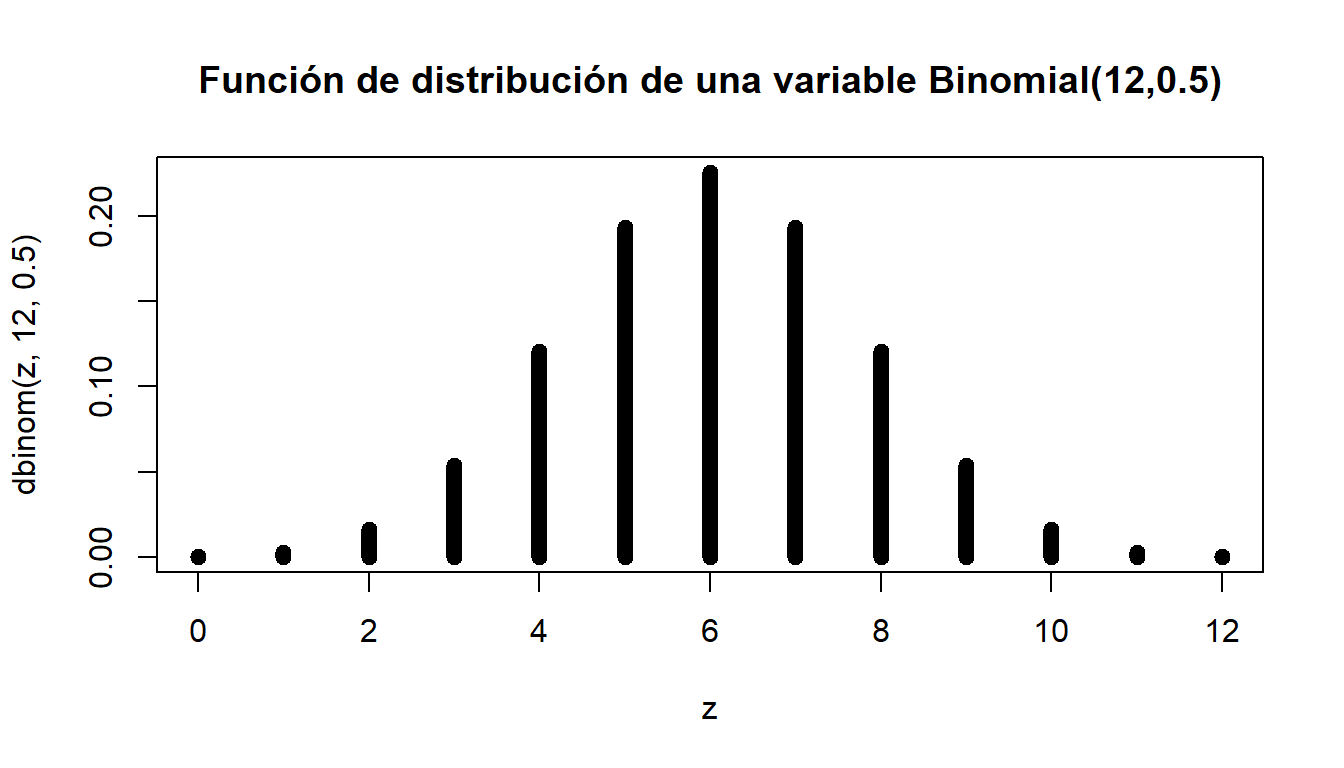 Función de distribución de una variable Binomial(12,0.5)
dbinom(z, 12, 0.5)
0.20
0.10
0.00
0 2 4 6 8 10 12
z